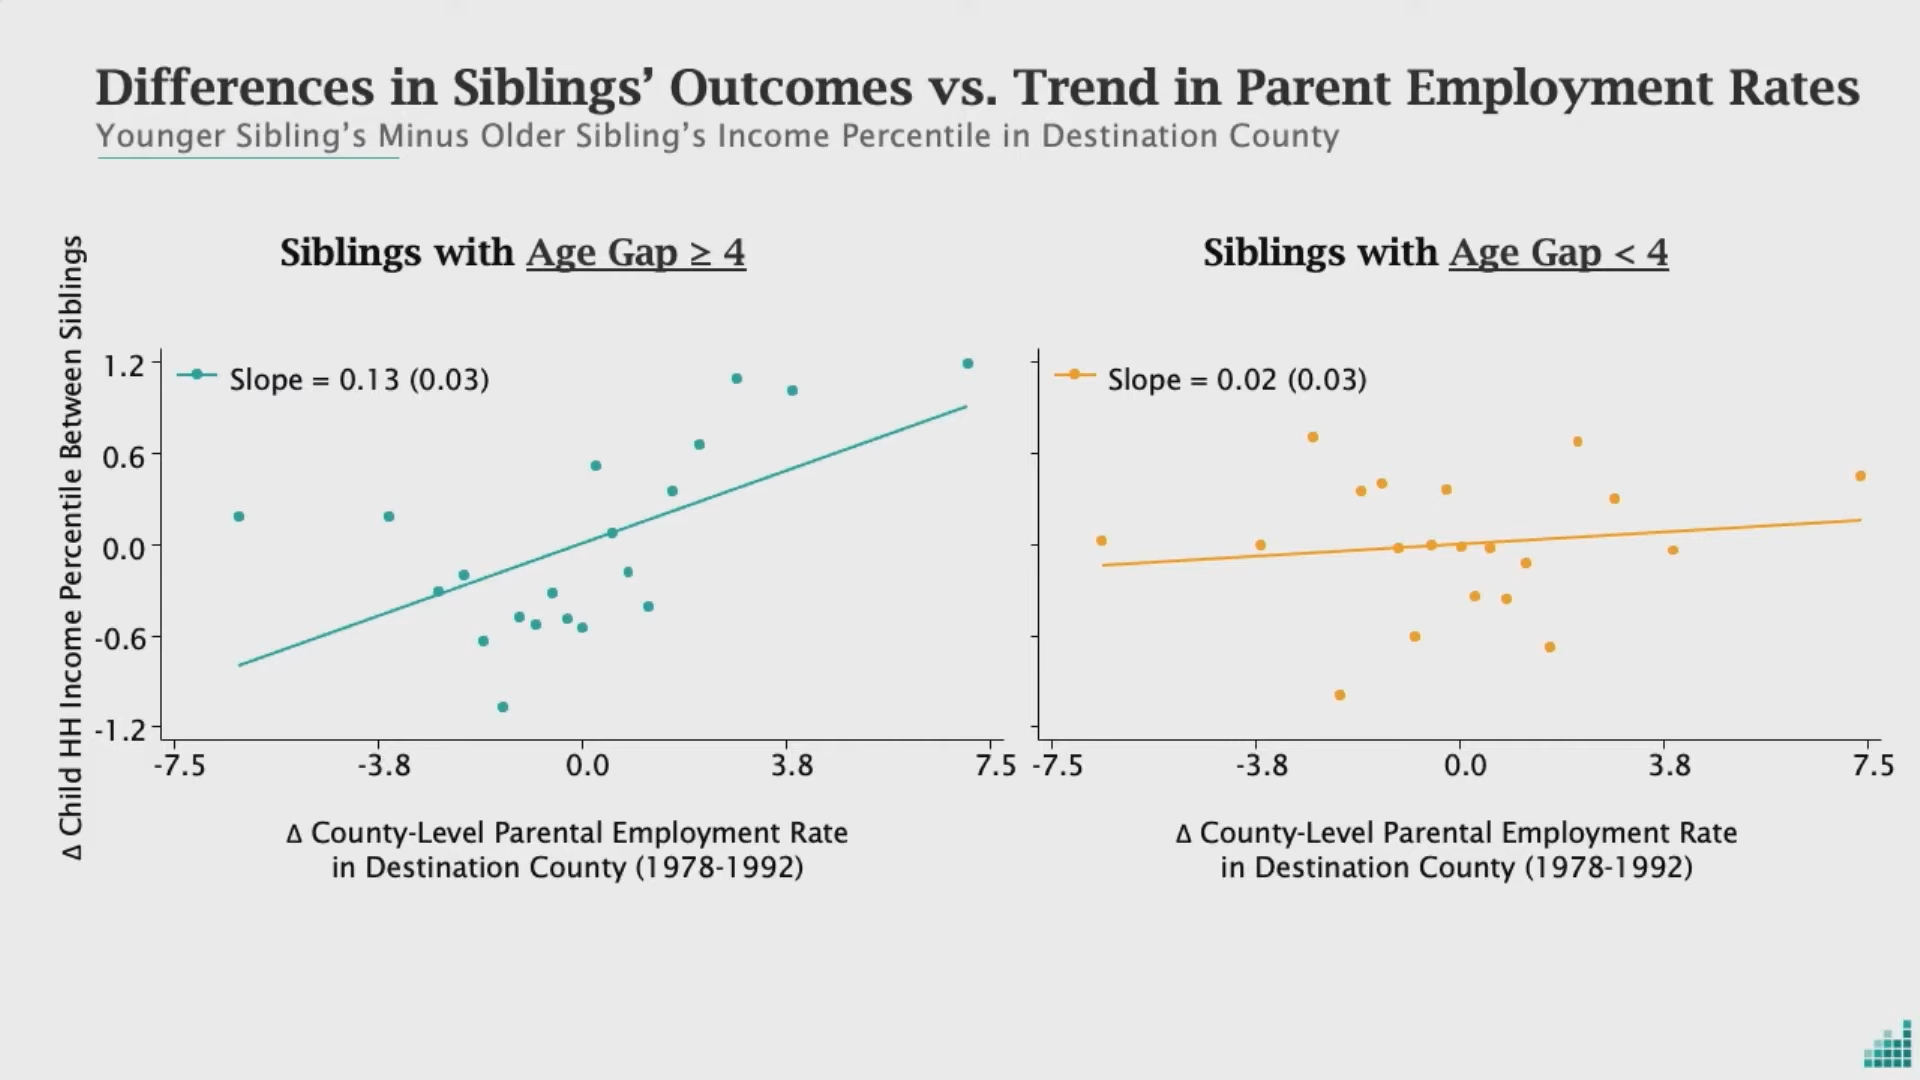 Differences in Siblings’ Outcomes vs. Trend in Parent Employment Rates
Younger Sibling’s Minus Older Sibling’s Income Percentile in Destination County
Δ Child HH Income Percentile Between Siblings
Siblings with Age Gap ≥ 4
Slope = 0.13 (0.03)
1.2
0.6
0.0
-0.6
-1.2
-7.5
-3.8
0.0
3.8
7.5
Δ County-Level Parental Employment Rate
in Destination County (1978-1992)
Siblings with Age Gap < 4
Slope = 0.02 (0.03)
-7.5
-3.8
0.0
3.8
7.5
Δ County-Level Parental Employment Rate
in Destination County (1978-1992)